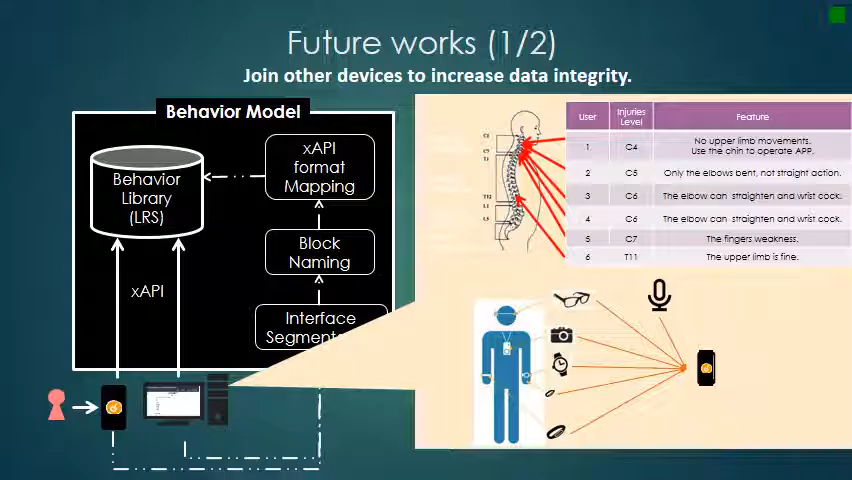 Future works (1/2)
Join other devices to increase data integrity.
Behavior Model
Behavior
Library
(LRS)
xAPI
format
Mapping
Block
Naming
Interface
xAPI
User
Injuries
Level
Feature
1
C4
No upper limb movements.
Use the chin to operate APP.
2
C5
Only the elbows bent, not straight action.
3
C6
The elbow can straighten and wrist cock.
4
C6
The elbow can straighten and wrist cock.
5
C7
The fingers weakness.
6
T11
The upper limb is fine.